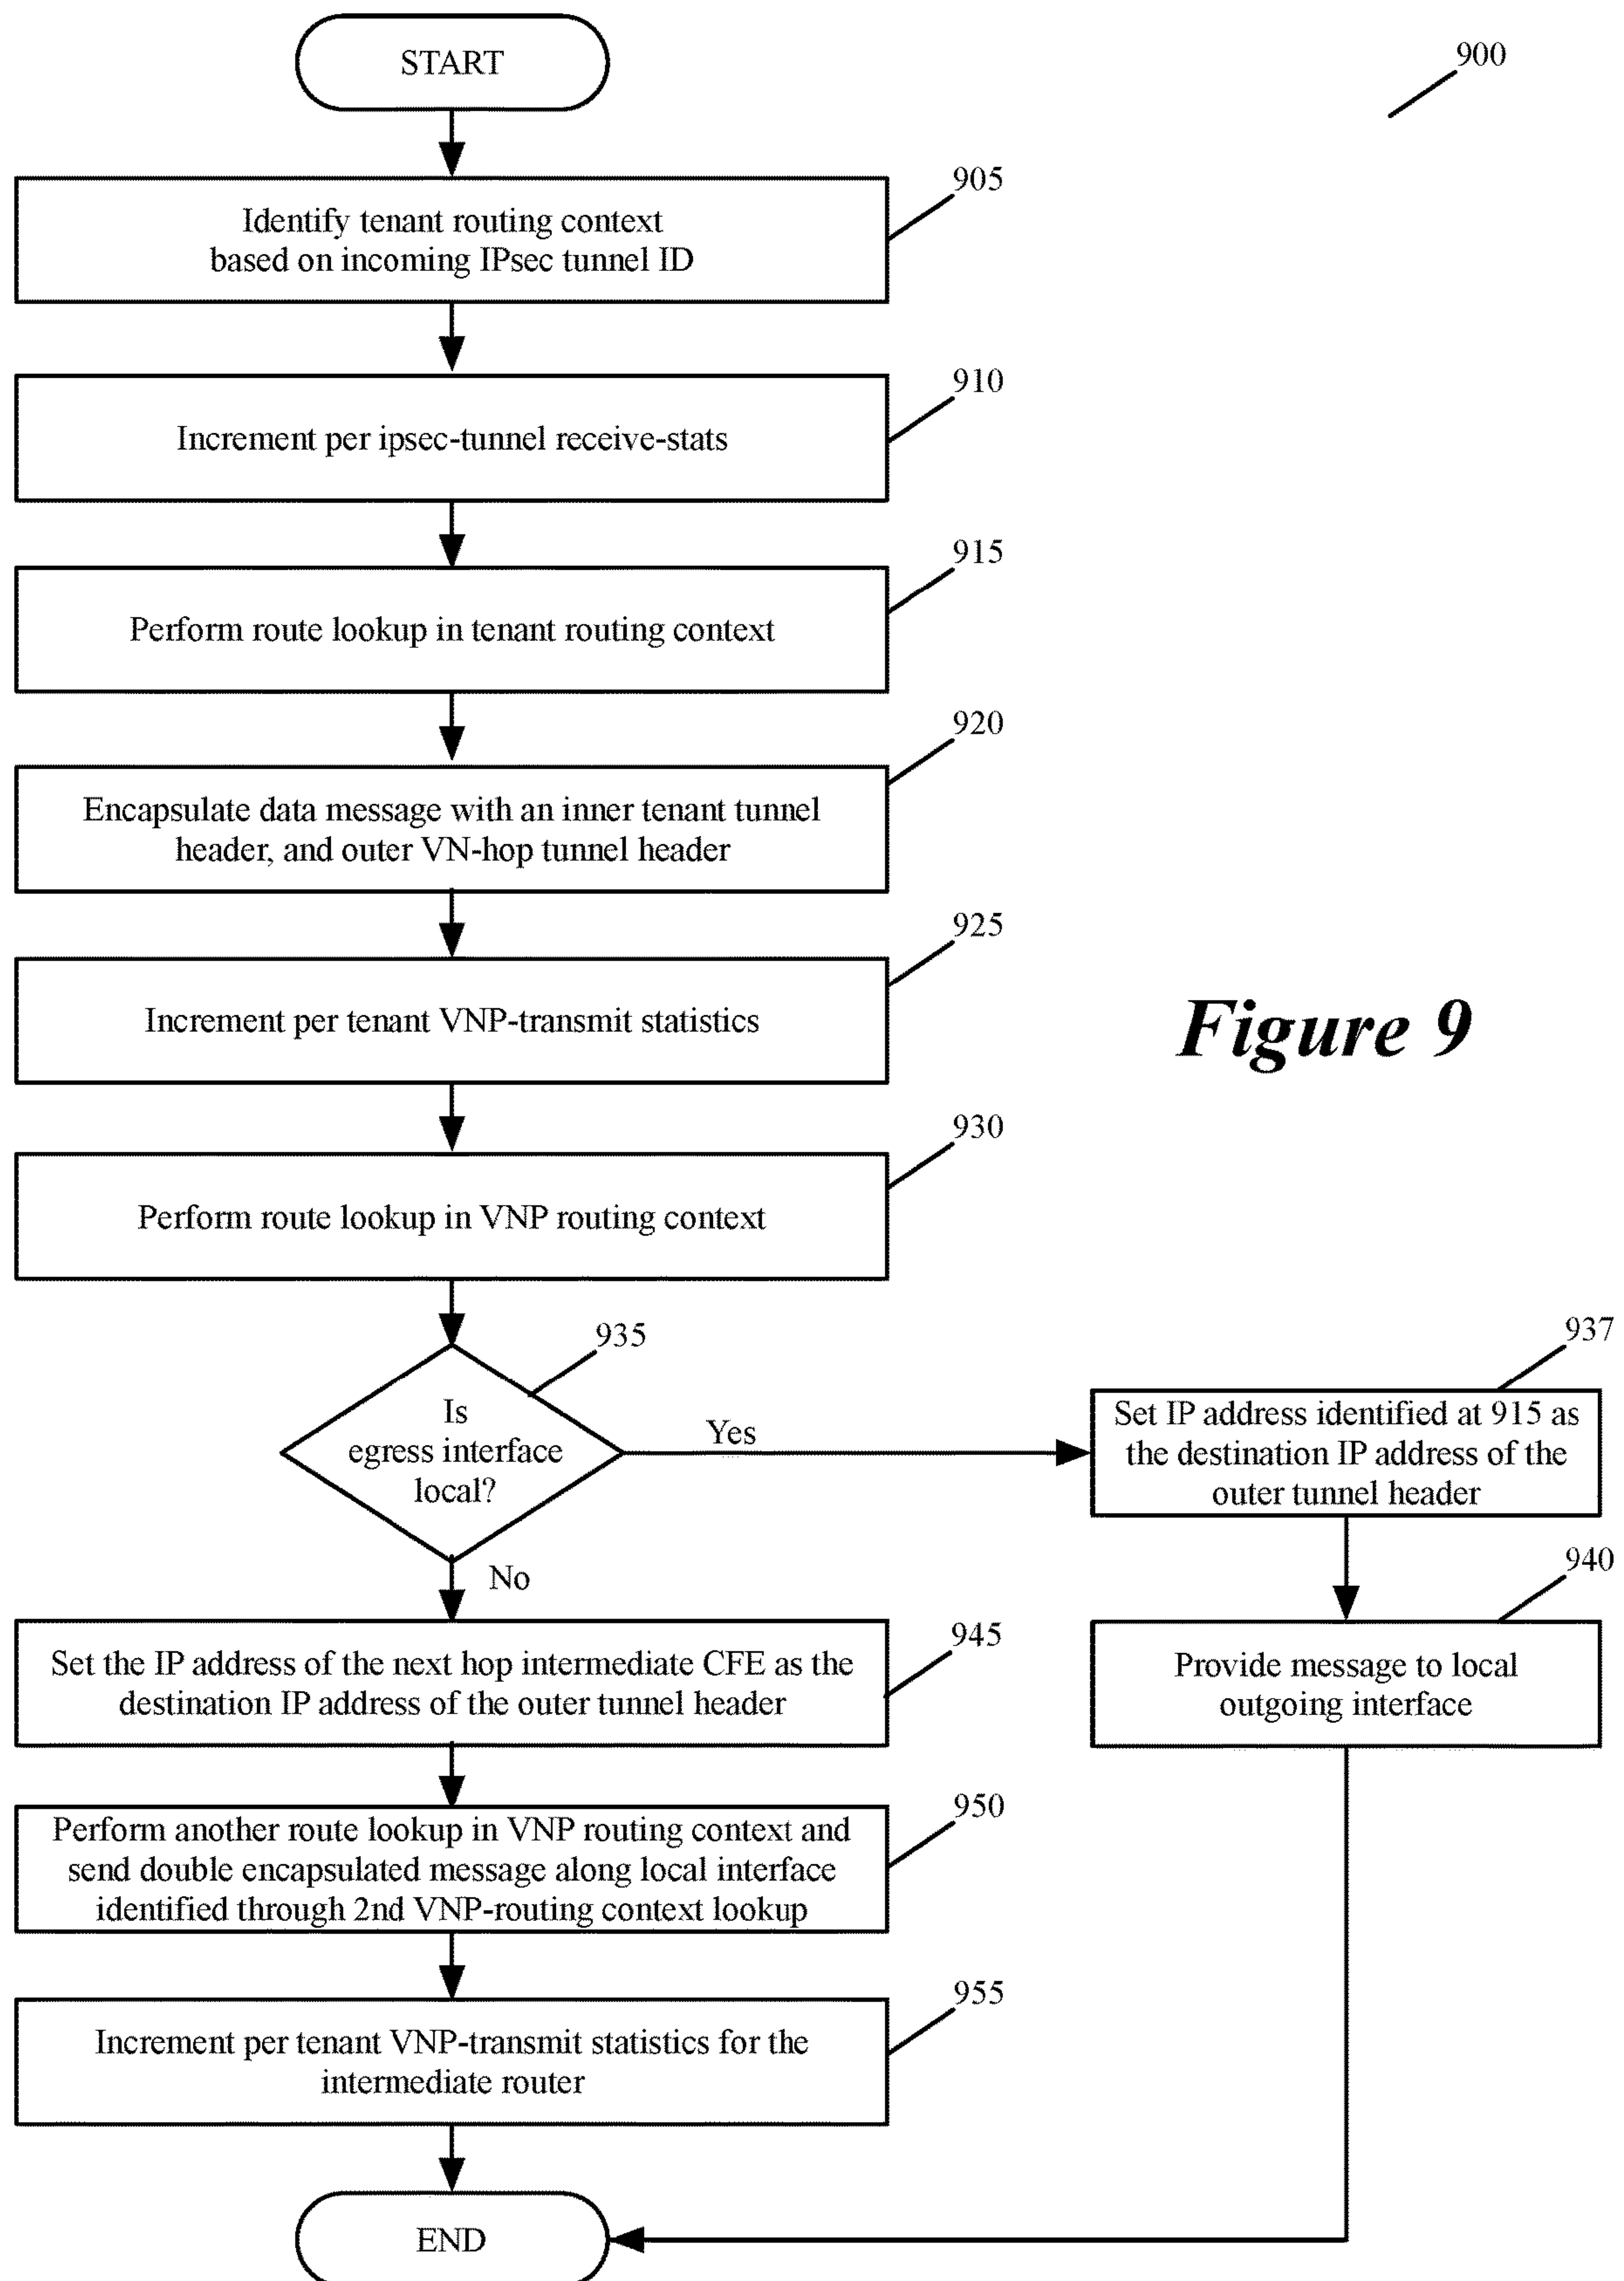 START
900
905
Identify tenant routing context
based on incoming IPsec tunnel ID
910
Increment per ipsec-tunnel receive-stats
915
Perform route lookup in tenant routing context
920
Encapsulate data message with an inner tenant tunnel
header, and outer VN-hop tunnel header
925
Increment per tenant VNP-transmit statistics
Figure 9
930
Perform route lookup in VNP routing context
935
Is
egress interface
local?
Yes
937
Set IP address identified at 915 as
the destination IP address of the
outer tunnel header
No
940
Provide message to local
outgoing interface
945
Set the IP address of the next hop intermediate CFE as the
destination IP address of the outer tunnel header
950
Perform another route lookup in VNP routing context and
send double encapsulated message along local interface
identified through 2nd VNP-routing context lookup
955
Increment per tenant VNP-transmit statistics for the
intermediate router
END